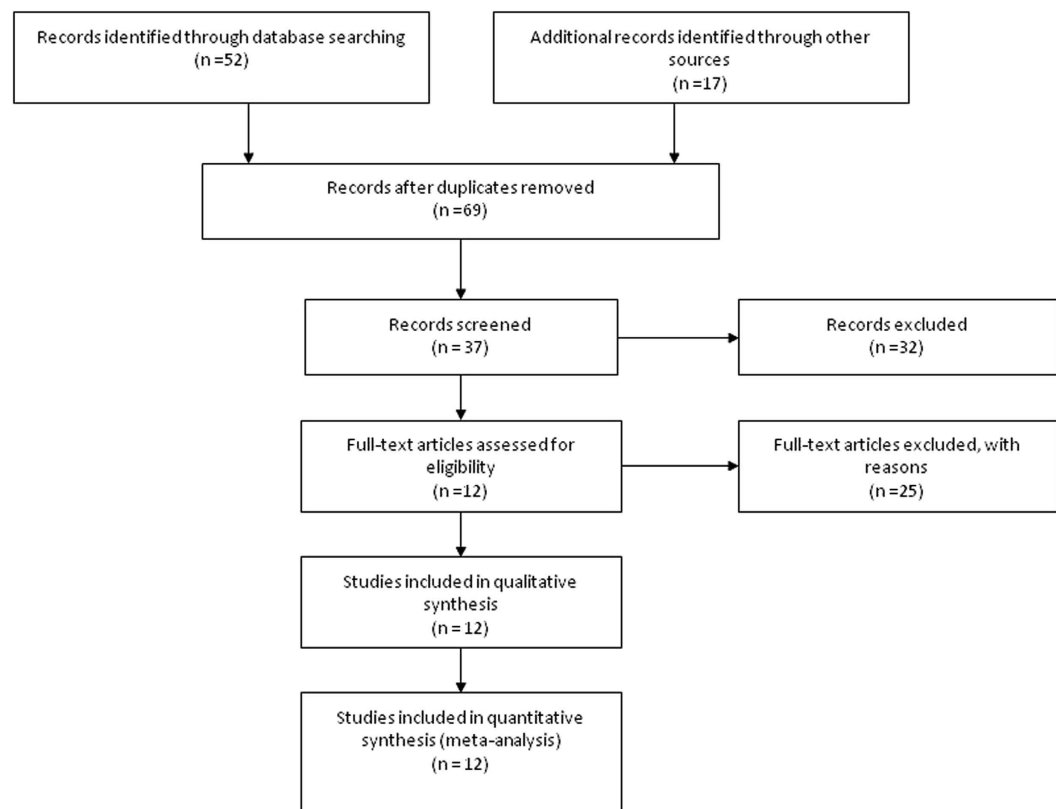 Records identified through database searching
(n =52)
Additional records identified through other
sources
(n =17)
Records after duplicates removed
(n =69)
Records screened
(n = 37)
Records excluded
(n =32)
Full-text articles assessed for
eligibility
(n =12)
Full-text articles excluded, with
reasons
(n =25)
Studies included in qualitative
synthesis
(n = 12)
Studies included in quantitative
synthesis (meta-analysis)
(n = 12)